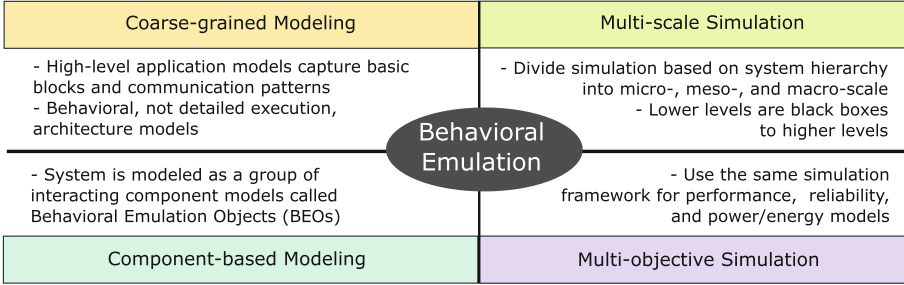 Coarse-grained Modeling
- High-level application models capture basic
blocks and communication patterns
- Behavioral, not detailed execution,
architecture models
Multi-scale Simulation
- Divide simulation based on system hierarchy
into micro-, meso-, and macro-scale
- Lower levels are black boxes
to higher levels
Behavioral
Emulation
- System is modeled as a group of
interacting component models called
Behavioral Emulation Objects (BEOs)
Component-based Modeling
- Use the same simulation
framework for performance, reliability,
and power/energy models
Multi-objective Simulation